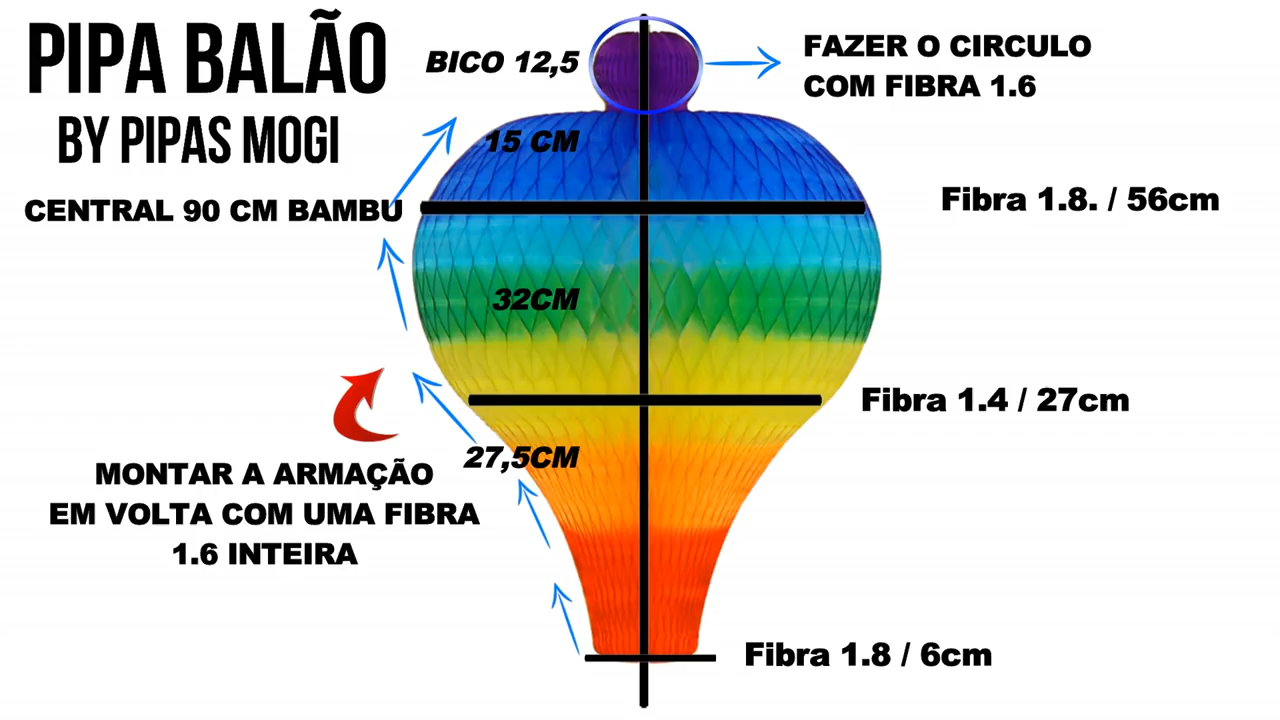 PIPA BALÃO
BY PIPAS MOGI
CENTRAL 90 CM BAMBU
BICO 12,5
FAZER O CIRCULO
COM FIBRA 1.6
15 CM
Fibra 1.8. / 56cm
32CM
Fibra 1.4 / 27cm
27,5CM
MONTAR A ARMAÇÃO
EM VOLTA COM UMA FIBRA
1.6 INTEIRA
Fibra 1.8 / 6cm